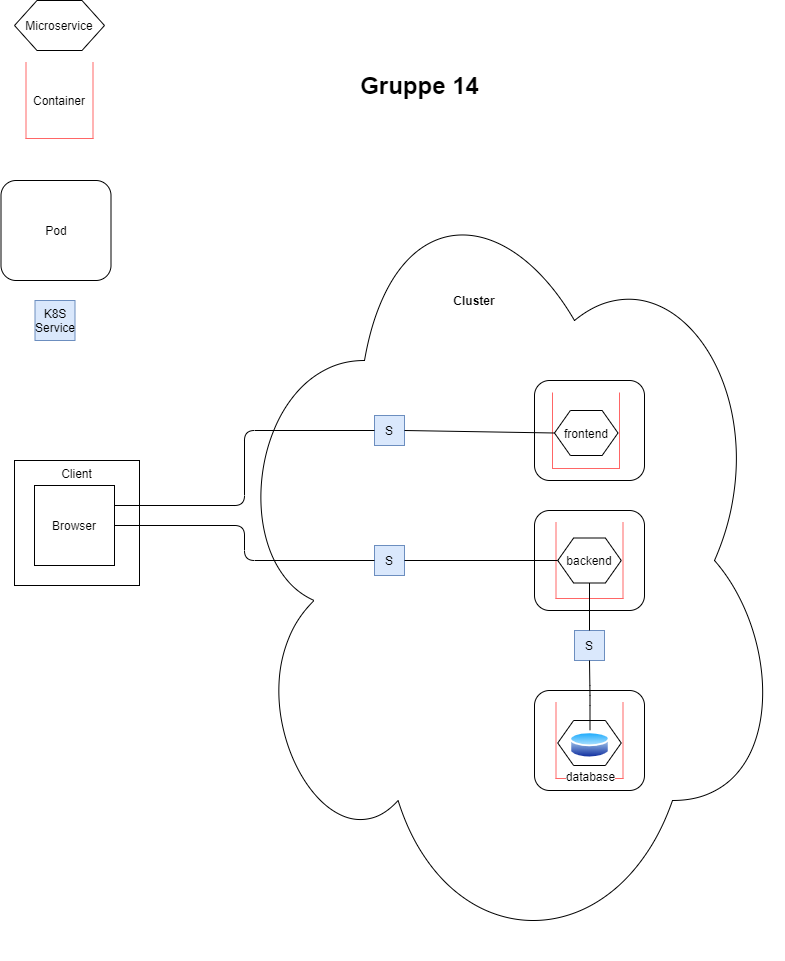 Microservice
Container
Gruppe 14
Pod
K8S
Service
Cluster
S
frontend
Client
Browser
S
backend
S
database